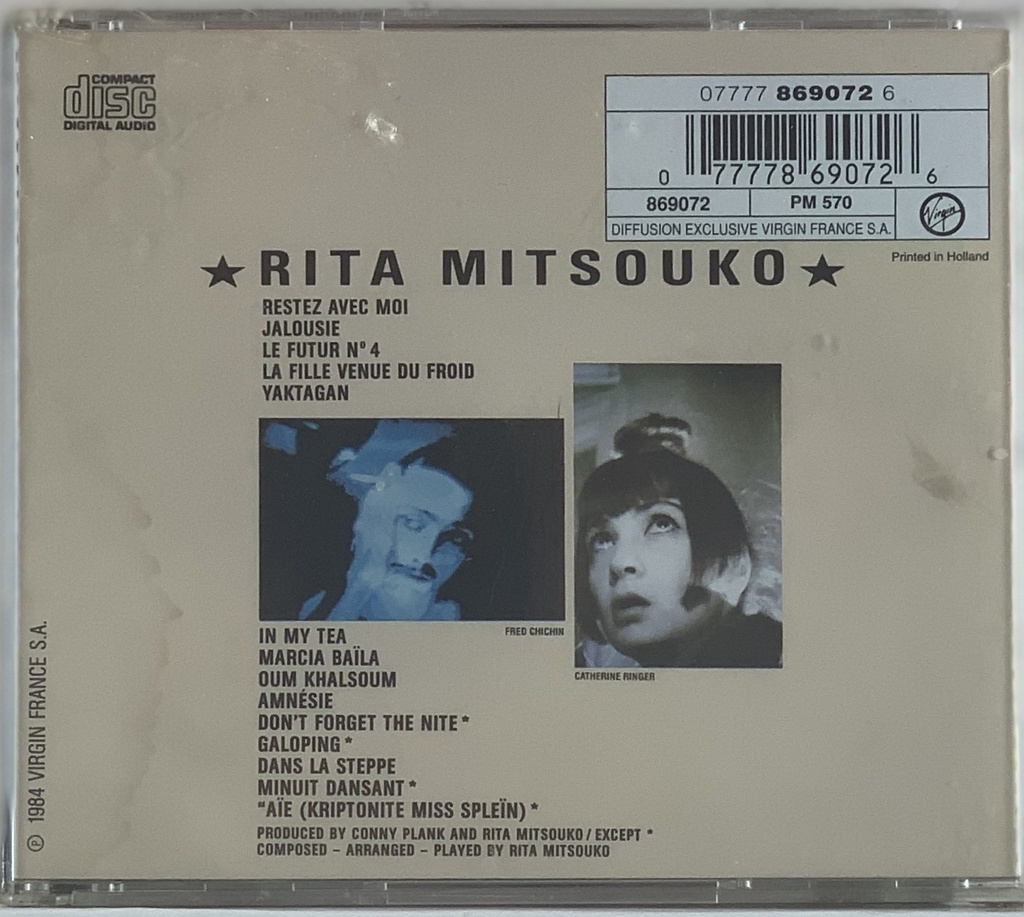 COMPACT
disc
DIGITAL AUDIO
07777 869072 6
0 77778 69072 6
869072 PM 570
DIFFUSION EXCLUSIVE VIRGIN FRANCE S.A.
Virgin
Printed in Holland
★ RITA MITSOUKO ★
RESTEZ AVEC MOI
JALOUSIE
LE FUTUR N° 4
LA FILLE VENUE DU FROID
YAKTAGAN
FRED CHICHIN
CATHERINE RINGER
IN MY TEA
MARCIA BAÏLA
OUM KHALSOUM
AMNÉSIE
DON'T FORGET THE NITE *
GALOPING *
DANS LA STEPPE
MINUIT DANSANT *
"AÏE (KRIPTONITE MISS SPLEÏN) *
PRODUCED BY CONNY PLANK AND RITA MITSOUKO / EXCEPT *
COMPOSED – ARRANGED – PLAYED BY RITA MITSOUKO
℗ 1984 VIRGIN FRANCE S.A.